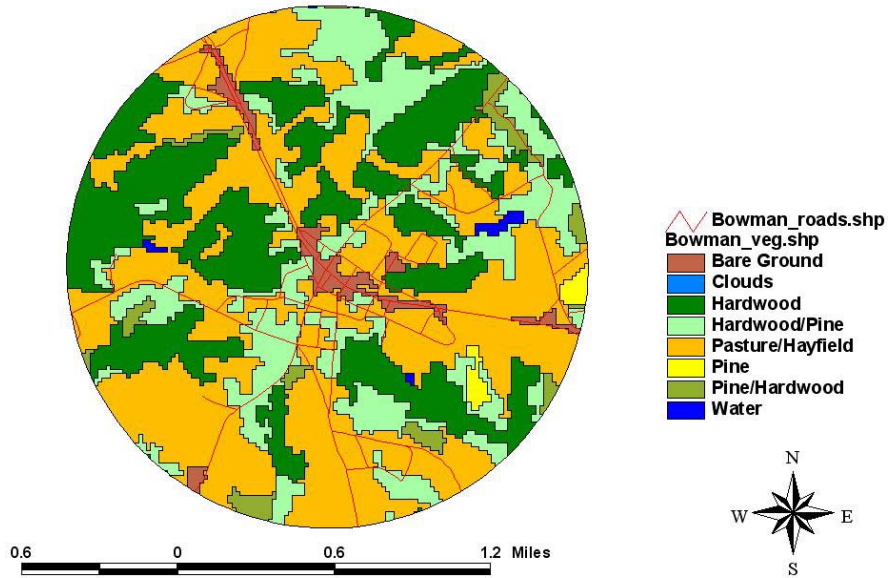 Bowman_roads.shp
Bowman_veg.shp
Bare Ground
Clouds
Hardwood
Hardwood/Pine
Pasture/Hayfield
Pine
Pine/Hardwood
Water
N
W E
S
0.6 0 0.6 1.2 Miles